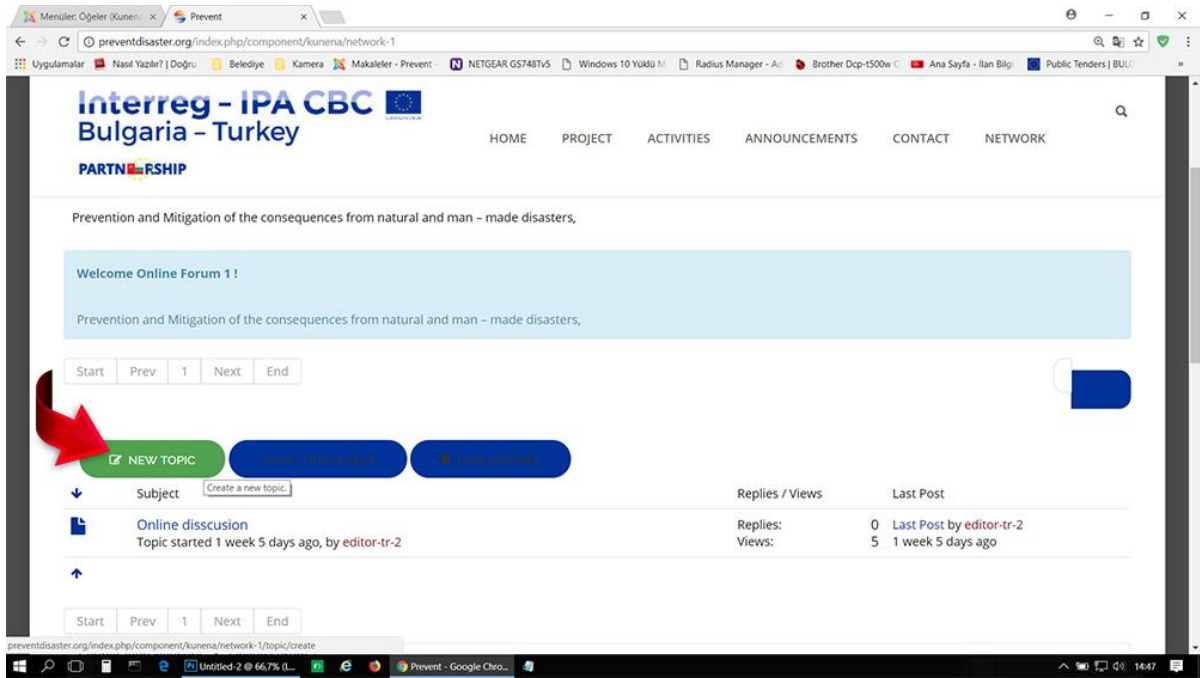 Menüler: Öğeler (Kunena
Prevent
preventdisaster.org/index.php/component/kunena/network-1
Uygulamalar
Nasıl Yazılır? | Doğru
Belediye
Kamera
Makaleler - Prevent -
NETGEAR GS748Tv5
Windows 10 Yüklü M
Radius Manager - Ad
Brother Dcp-t500w C
Ana Sayfa - İlan Bilgi
Public Tenders | BULG
Interreg - IPA CBC
Bulgaria – Turkey
PARTNERSHIP
HOME
PROJECT
ACTIVITIES
ANNOUNCEMENTS
CONTACT
NETWORK
Prevention and Mitigation of the consequences from natural and man – made disasters,
Welcome Online Forum 1 !
Prevention and Mitigation of the consequences from natural and man – made disasters,
Start Prev 1 Next End
NEW TOPIC
Create a new topic.
Subject Replies / Views Last Post
Online disscusion Replies: 0 Last Post by editor-tr-2
Topic started 1 week 5 days ago, by editor-tr-2 Views: 5 1 week 5 days ago
Start Prev 1 Next End
preventdisaster.org/index.php/component/kunena/network-1/topic/create
Untitled-2 @ 66,7% (L...
Prevent - Google Chro...
14:47